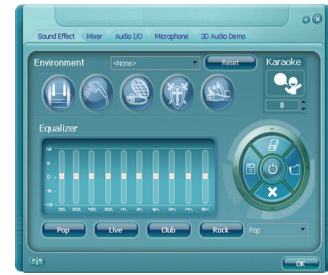 Sound Effect Mixer Audio I/O Microphone 3D Audio Demo
Environment <None> Reset Karaoke
0
Equalizer
Pop Live Club Rock Pop
OK